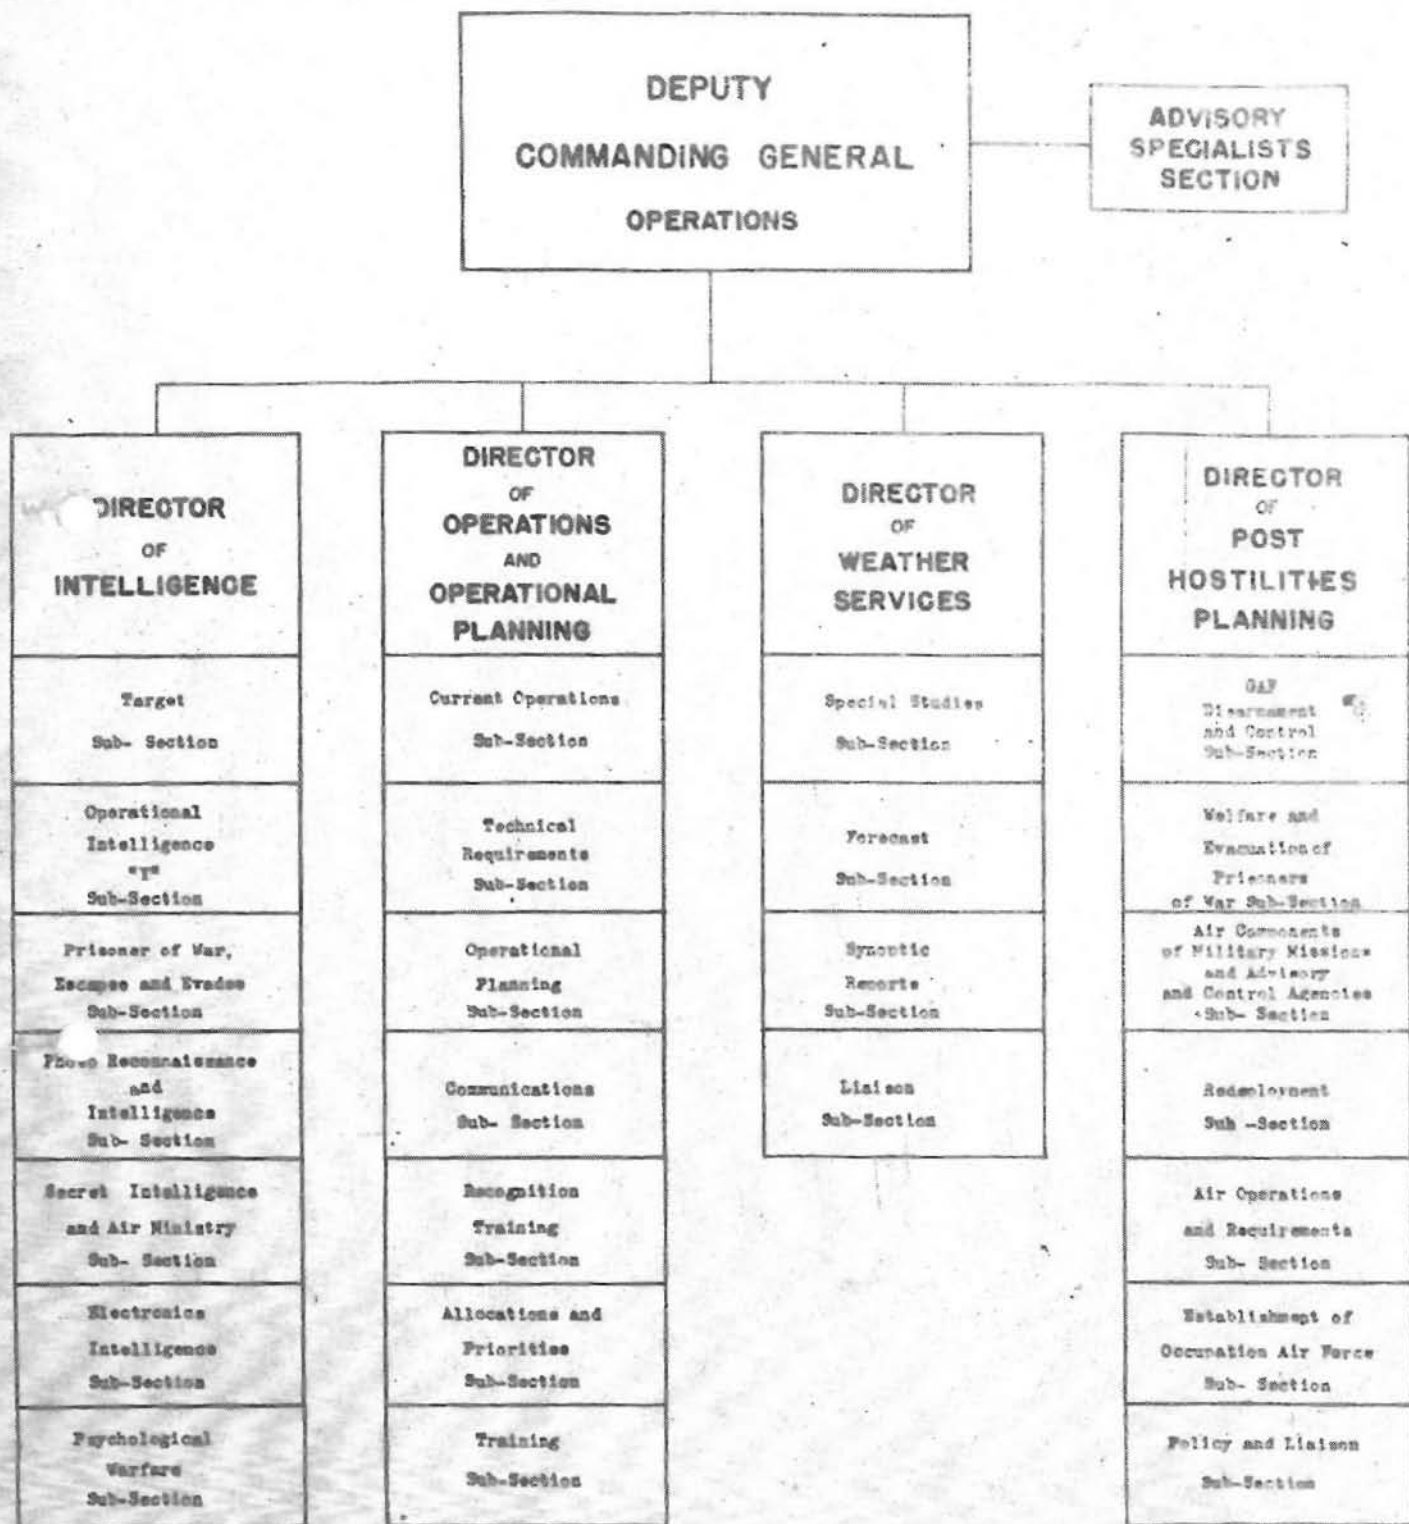 DEPUTY
COMMANDING GENERAL
OPERATIONS
ADVISORY
SPECIALISTS
SECTION
DIRECTOR
OF
INTELLIGENCE
Target
Sub- Section
Operational
Intelligence
"Y"
Sub-Section
Prisoner of War,
Escapee and Evadee
Sub-Section
Photo Reconnaissance
and
Intelligence
Sub- Section
Secret Intelligence
and Air Ministry
Sub- Section
Electronics
Intelligence
Sub-Section
Psychological
Warfare
Sub-Section
DIRECTOR
OF
OPERATIONS
AND
OPERATIONAL
PLANNING
Current Operations
Sub-Section
Technical
Requirements
Sub-Section
Operational
Planning
Sub-Section
Communications
Sub- Section
Recognition
Training
Sub-Section
Allocations and
Priorities
Sub-Section
Training
Sub-Section
DIRECTOR
OF
WEATHER
SERVICES
Special Studies
Sub-Section
Forecast
Sub-Section
Synoptic
Reports
Sub-Section
Liaison
Sub-Section
DIRECTOR
OF
POST
HOSTILITIES
PLANNING
GAF
Disarmament
and Control
Sub-Section
Welfare and
Evacuation of
Prisoners
of War Sub-Section
Air Components
of Military Missions
and Advisory
and Control Agencies
Sub- Section
Redeployment
Sub -Section
Air Operations
and Requirements
Sub- Section
Establishment of
Occupation Air Force
Sub- Section
Policy and Liaison
Sub-Section